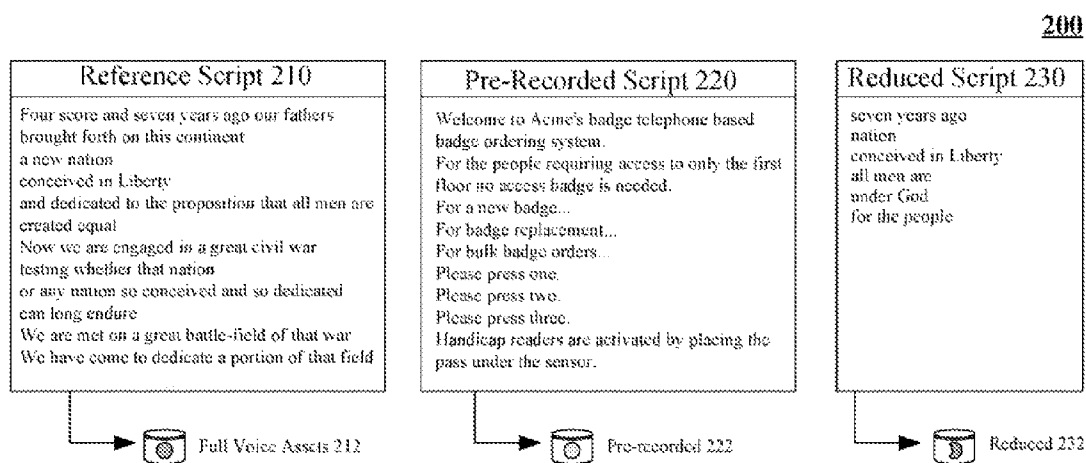 200
Reference Script 210
Four score and seven years ago our fathers
brought forth on this continent
a new nation
conceived in Liberty
and dedicated to the proposition that all men are
created equal
Now we are engaged in a great civil war
testing whether that nation
or any nation so conceived and so dedicated
can long endure
We are met on a great battle-field of that war
We have come to dedicate a portion of that field
Full Voice Assets 212
Pre-Recorded Script 220
Welcome to Acme's badge telephone based
badge ordering system.
For the people requiring access to only the first
floor no access badge is needed.
For a new badge...
For badge replacement...
For bulk badge orders...
Please press one.
Please press two.
Please press three.
Handicap readers are activated by placing the
pass under the sensor.
Pre-recorded 222
Reduced Script 230
seven years ago
nation
conceived in Liberty
all men are
under God
for the people
Reduced 232